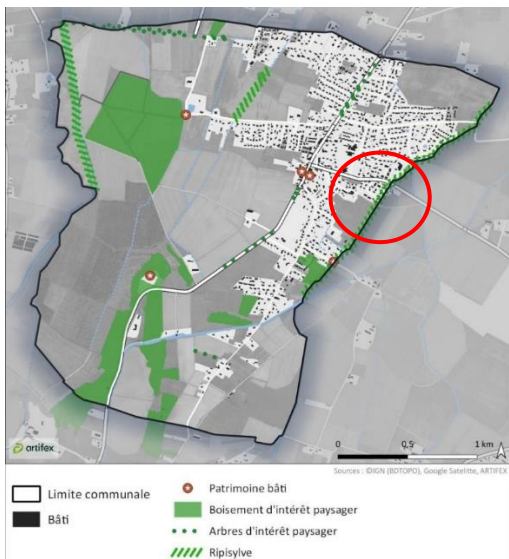 artifex
0 0,5 1 km
Sources : ©IGN (BDTOPO), Google Satelitte, ARTIFEX
Limite communale
Bâti
Patrimoine bâti
Boisement d'intérêt paysager
Arbres d'intérêt paysager
Ripisylve